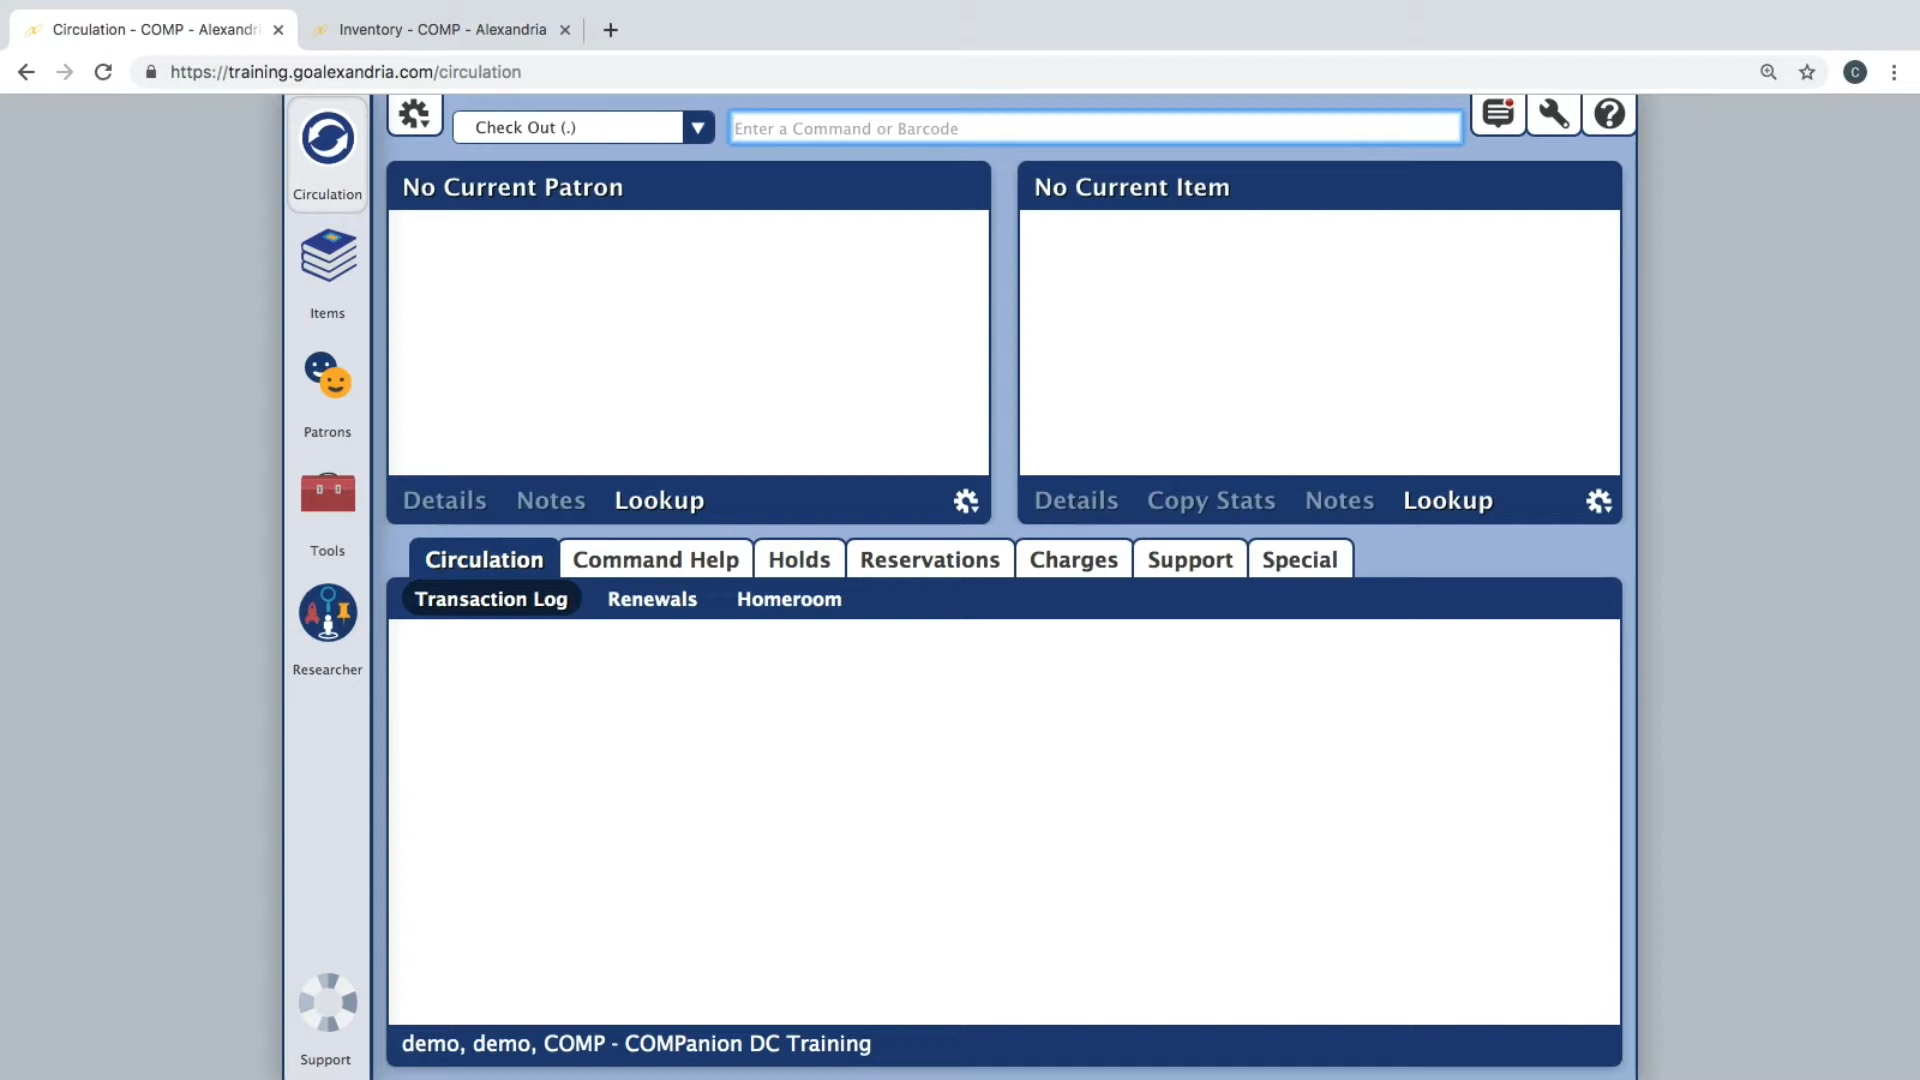 Circulation - COMP - Alexandri
Inventory - COMP - Alexandria
https://training.goalexandria.com/circulation
C
Circulation
Items
Patrons
Tools
Researcher
Support
Check Out (.)
Enter a Command or Barcode
No Current Patron
Details Notes Lookup
No Current Item
Details Copy Stats Notes Lookup
Circulation Command Help Holds Reservations Charges Support Special
Transaction Log Renewals Homeroom
demo, demo, COMP - COMPanion DC Training